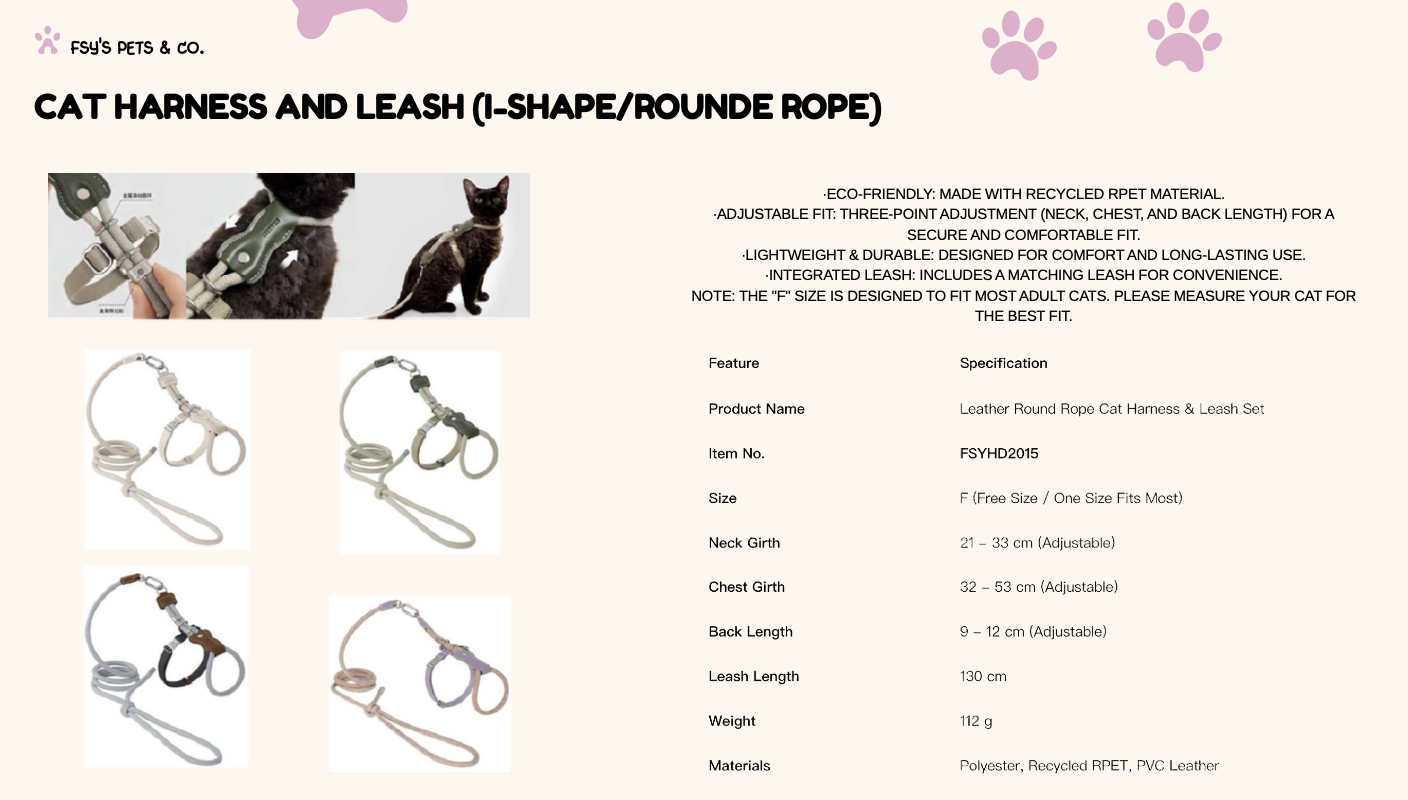 FSY'S PETS & CO.
CAT HARNESS AND LEASH (I-SHAPE/ROUNDE ROPE)
·ECO-FRIENDLY: MADE WITH RECYCLED RPET MATERIAL.
·ADJUSTABLE FIT: THREE-POINT ADJUSTMENT (NECK, CHEST, AND BACK LENGTH) FOR A
SECURE AND COMFORTABLE FIT.
·LIGHTWEIGHT & DURABLE: DESIGNED FOR COMFORT AND LONG-LASTING USE.
·INTEGRATED LEASH: INCLUDES A MATCHING LEASH FOR CONVENIENCE.
NOTE: THE "F" SIZE IS DESIGNED TO FIT MOST ADULT CATS. PLEASE MEASURE YOUR CAT FOR
THE BEST FIT.
Feature Specification
Product Name Leather Round Rope Cat Harness & Leash Set
Item No. FSYHD2015
Size F (Free Size / One Size Fits Most)
Neck Girth 21 – 33 cm (Adjustable)
Chest Girth 32 – 53 cm (Adjustable)
Back Length 9 – 12 cm (Adjustable)
Leash Length 130 cm
Weight 112 g
Materials Polyester, Recycled RPET, PVC Leather